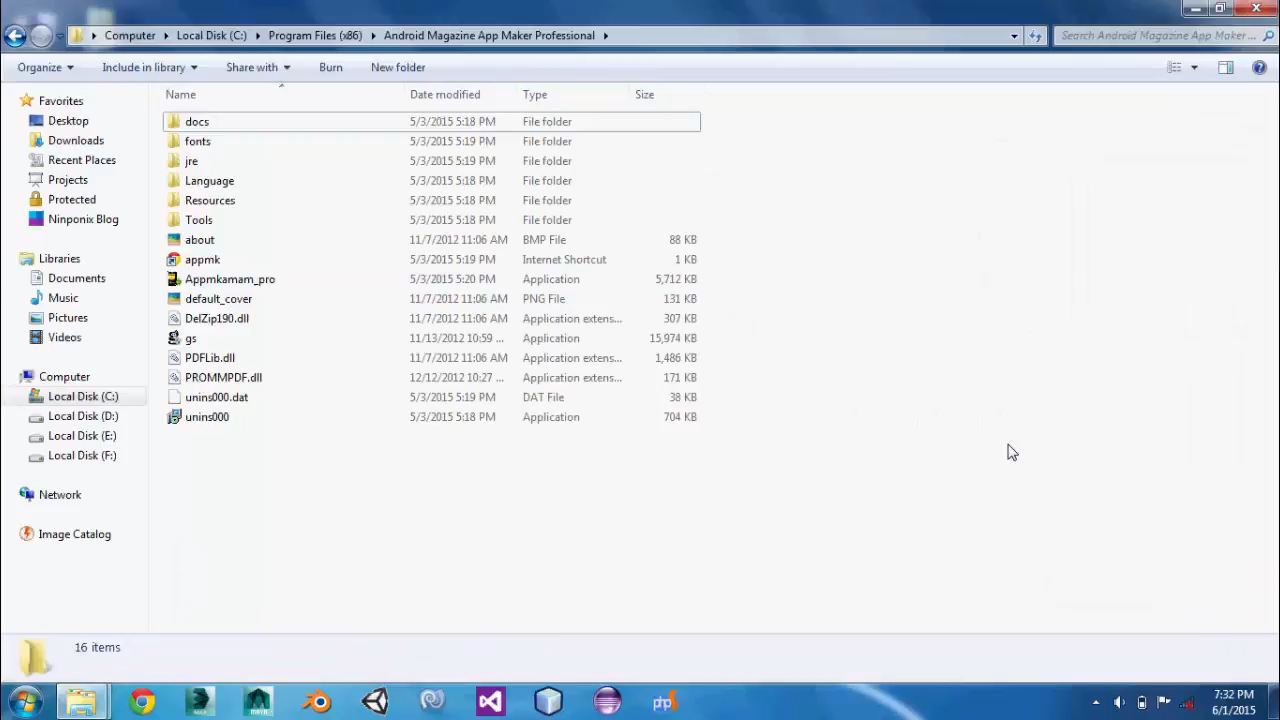 Computer ▸ Local Disk (C:) ▸ Program Files (x86) ▸ Android Magazine App Maker Professional ▸ Search Android Magazine App Maker ...
Organize Include in library Share with Burn New folder
Name Date modified Type Size
Favorites
Desktop
Downloads
Recent Places
Projects
Protected
Ninponix Blog
Libraries
Documents
Music
Pictures
Videos
Computer
Local Disk (C:)
Local Disk (D:)
Local Disk (E:)
Local Disk (F:)
Network
Image Catalog
docs 5/3/2015 5:18 PM File folder
fonts 5/3/2015 5:19 PM File folder
jre 5/3/2015 5:19 PM File folder
Language 5/3/2015 5:18 PM File folder
Resources 5/3/2015 5:18 PM File folder
Tools 5/3/2015 5:18 PM File folder
about 11/7/2012 11:06 AM BMP File 88 KB
appmk 5/3/2015 5:19 PM Internet Shortcut 1 KB
Appmkamam_pro 5/3/2015 5:20 PM Application 5,712 KB
default_cover 11/7/2012 11:06 AM PNG File 131 KB
DelZip190.dll 11/7/2012 11:06 AM Application extens... 307 KB
gs 11/13/2012 10:59 ... Application 15,974 KB
PDFLib.dll 11/7/2012 11:06 AM Application extens... 1,486 KB
PROMMPDF.dll 12/12/2012 10:27 ... Application extens... 171 KB
unins000.dat 5/3/2015 5:19 PM DAT File 38 KB
unins000 5/3/2015 5:18 PM Application 704 KB
16 items
php
7:32 PM
6/1/2015